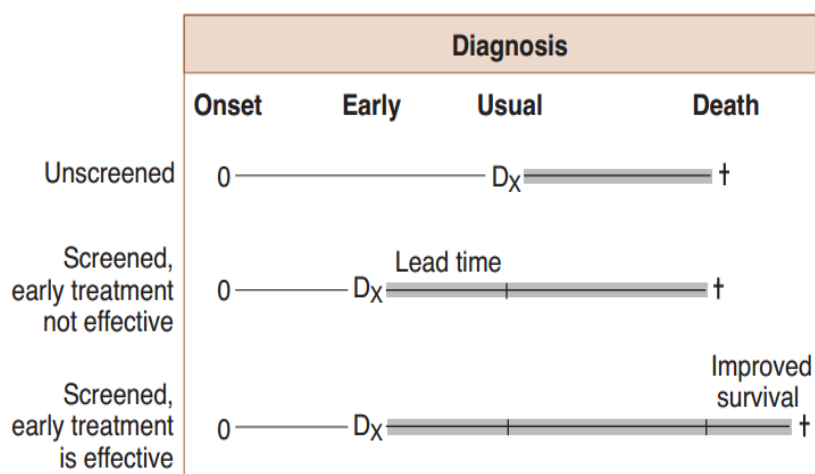 Diagnosis
Onset Early Usual Death
Unscreened 0 Dx †
Screened,
early treatment
not effective
0 Dx Lead time †
Screened,
early treatment
is effective
0 Dx Improved
survival †